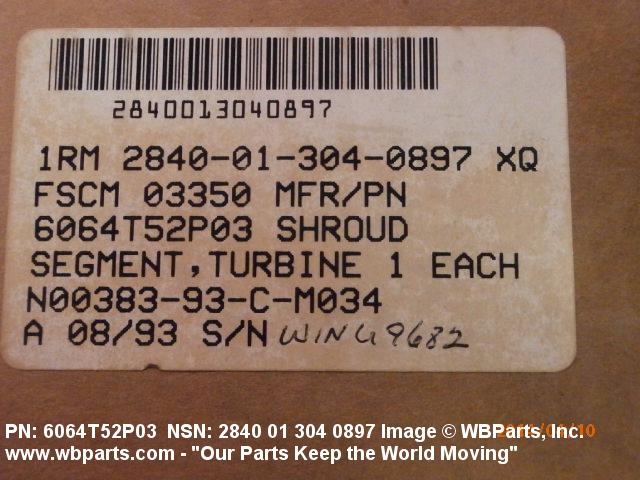 2840013040897
1RM 2840-01-304-0897 XQ
FSCM 03350 MFR/PN
6064T52P03 SHROUD
SEGMENT,TURBINE 1 EACH
N00383-93-C-M034
A 08/93 S/N WING9682
PN: 6064T52P03 NSN: 2840 01 304 0897 Image © WBParts, Inc.
www.wbparts.com - "Our Parts Keep the World Moving"